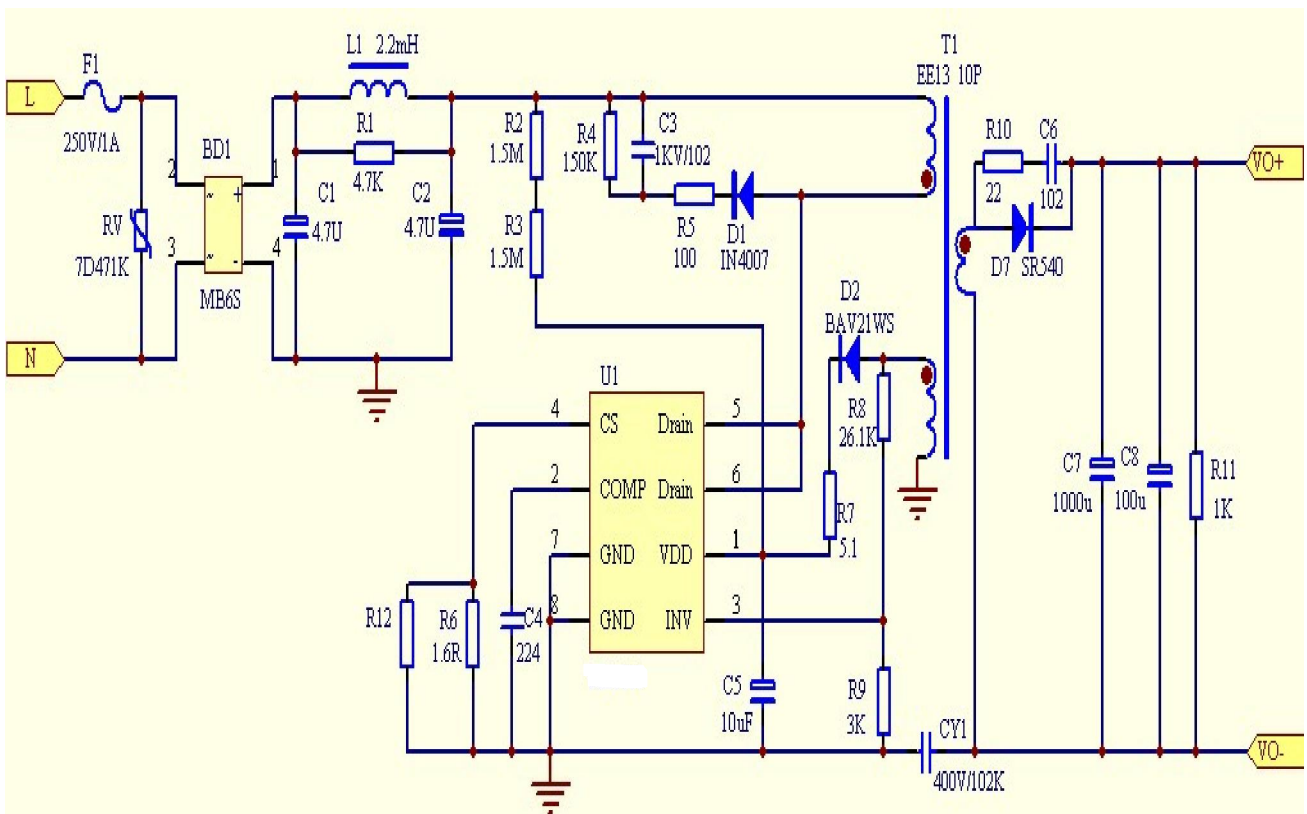 T1
EE13 10P
L1 2.2mH
F1
L
250V/1A
R1
4.7K
R2
1.5M
R4
150K
C3
1KV/102
R10
22
C6
102
VO+
BD1
2
1
~
+
3
4
~
-
MB6S
RV
7D471K
C1
4.7U
C2
4.7U
R3
1.5M
R5
100
D1
IN4007
D7 SR540
D2
BAV21WS
N
U1
4
CS
Drain
5
2
COMP
Drain
6
7
GND
VDD
1
8
GND
INV
3
R8
26.1K
R7
5.1
C7
1000u
C8
100u
R11
1K
R12
R6
1.6R
C4
224
C5
10uF
R9
3K
CY1
400V/102K
VO-